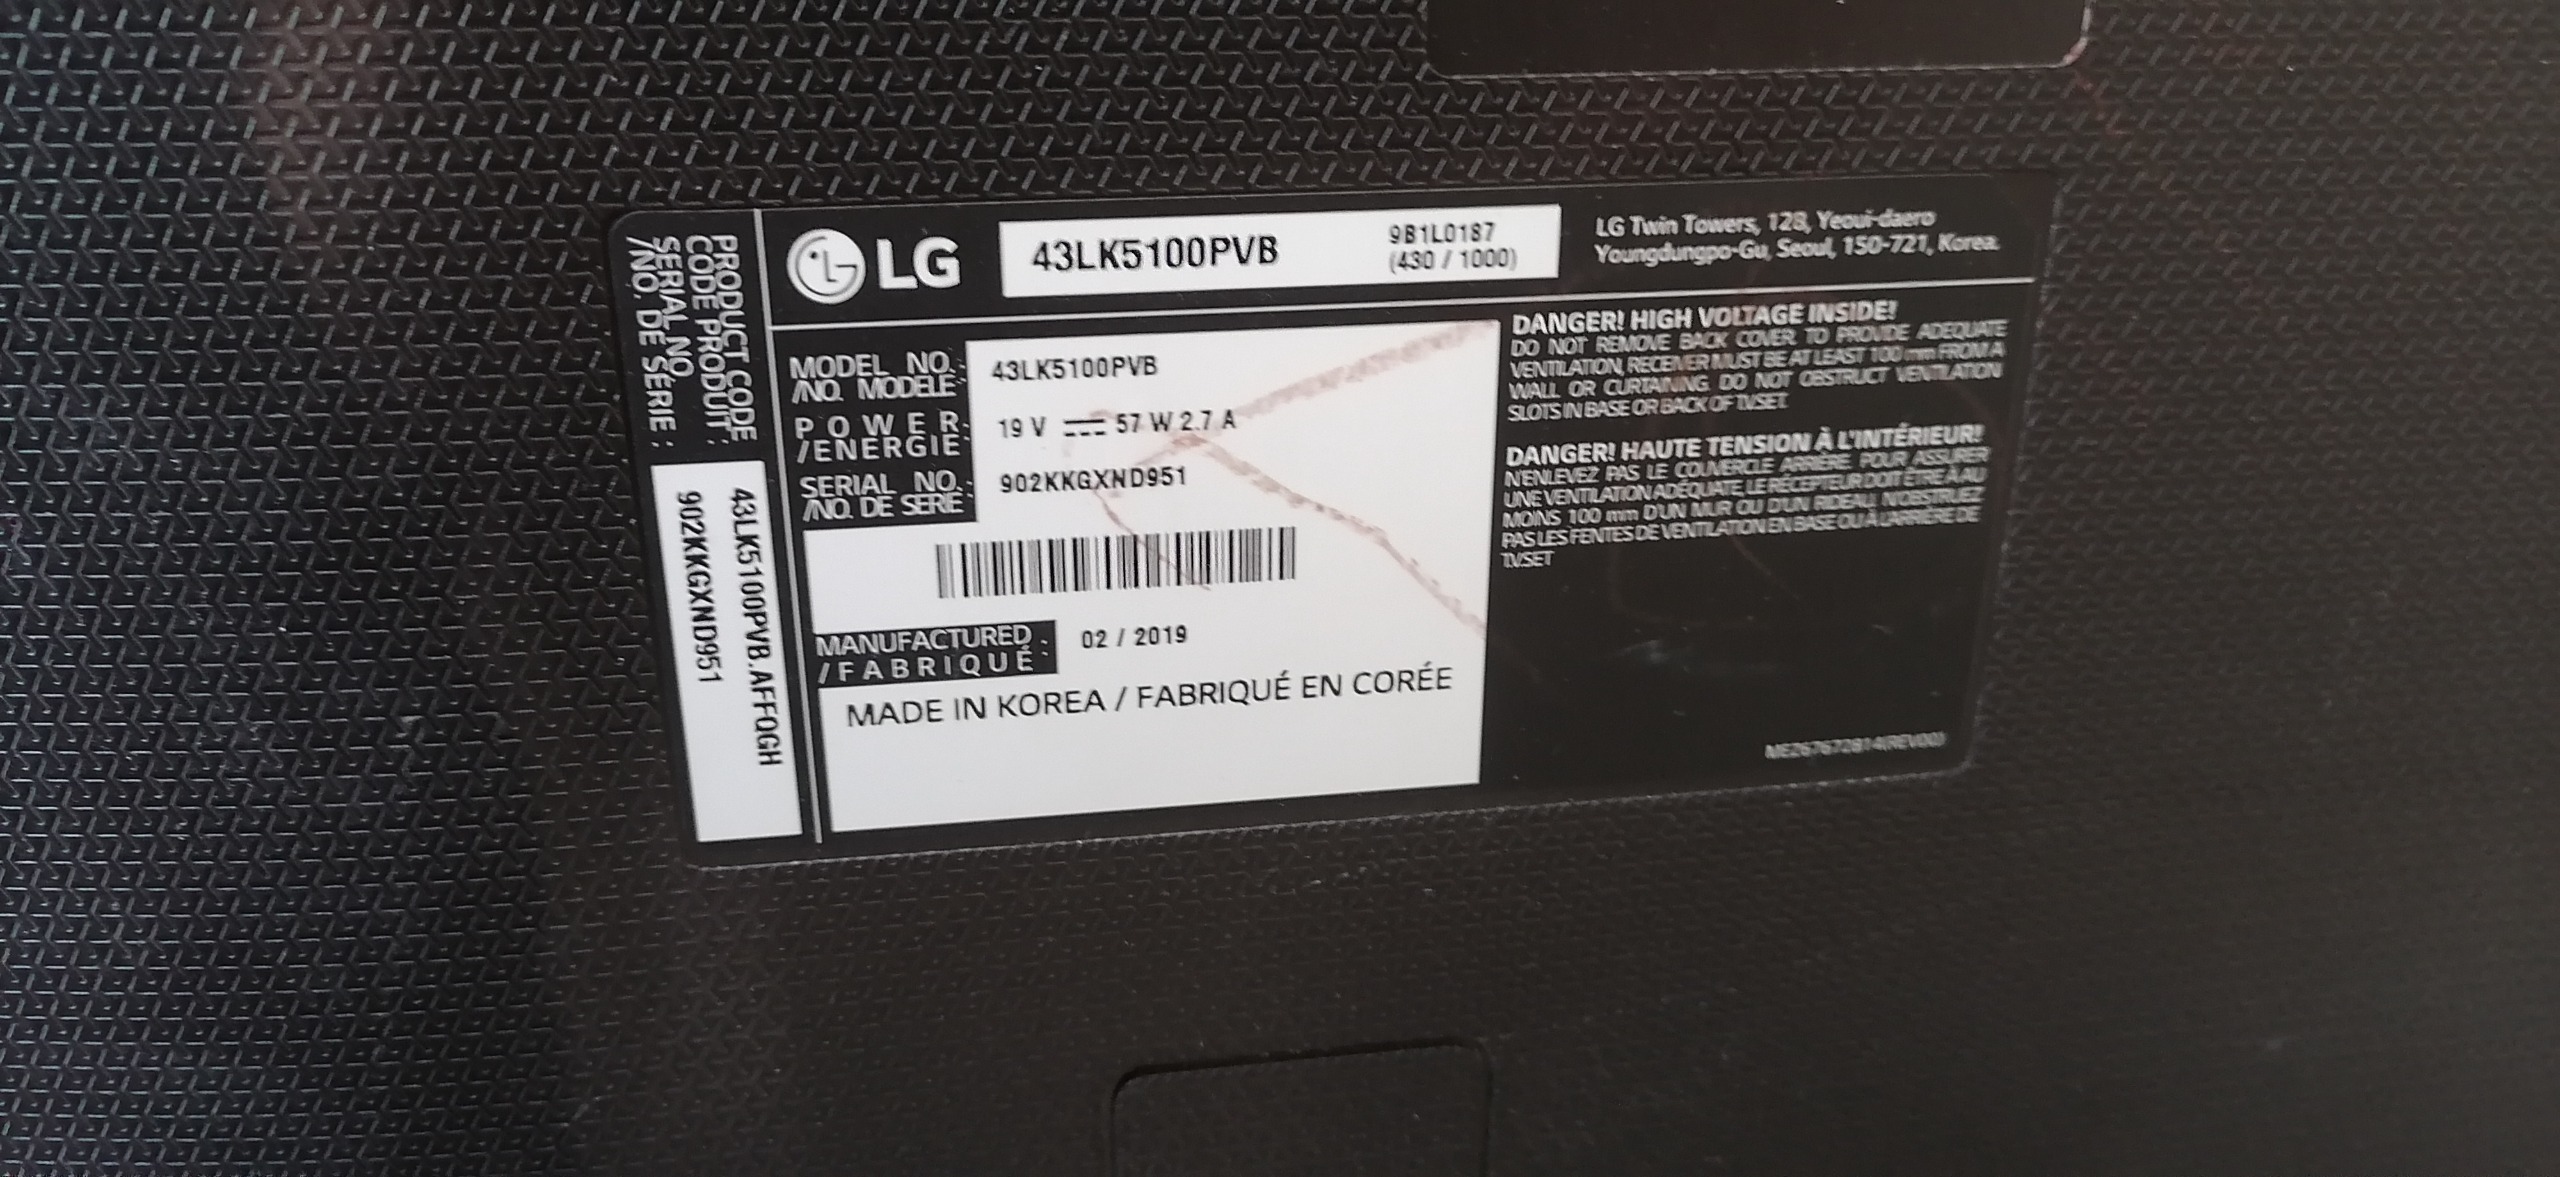 LG
43LK5100PVB
9B1L0187
(430 / 1000)
LG Twin Towers, 128, Yeoui-daero
Youngdungpo-Gu, Seoul, 150-721, Korea.
PRODUCT CODE
CODE PRODUIT :
SERIAL NO.
/NO. DE SÉRIE :
43LK5100PVB.AFFQGH
902KKGXND951
MODEL NO. :
/NO. MODÈLE
43LK5100PVB
POWER :
/ÉNERGIE
19 V ⎓ 57 W 2.7 A
SERIAL NO. :
/NO. DE SÉRIE
902KKGXND951
MANUFACTURED :
/FABRIQUÉ
02 / 2019
MADE IN KOREA / FABRIQUÉ EN CORÉE
DANGER! HIGH VOLTAGE INSIDE!
DO NOT REMOVE BACK COVER. TO PROVIDE ADEQUATE
VENTILATION, RECEIVER MUST BE AT LEAST 100 mm FROM A
WALL OR CURTAINING. DO NOT OBSTRUCT VENTILATION
SLOTS IN BASE OR BACK OF TV.SET.
DANGER! HAUTE TENSION À L'INTÉRIEUR!
N'ENLEVEZ PAS LE COUVERCLE ARRIÈRE. POUR ASSURER
UNE VENTILATION ADÉQUATE, LE RÉCEPTEUR DOIT ÊTRE À AU
MOINS 100 mm D'UN MUR OU D'UN RIDEAU. N'OBSTRUEZ
PAS LES FENTES DE VENTILATION EN BASE OU À L'ARRIÈRE DE
TV.SET
MEZ67672814(REV00)